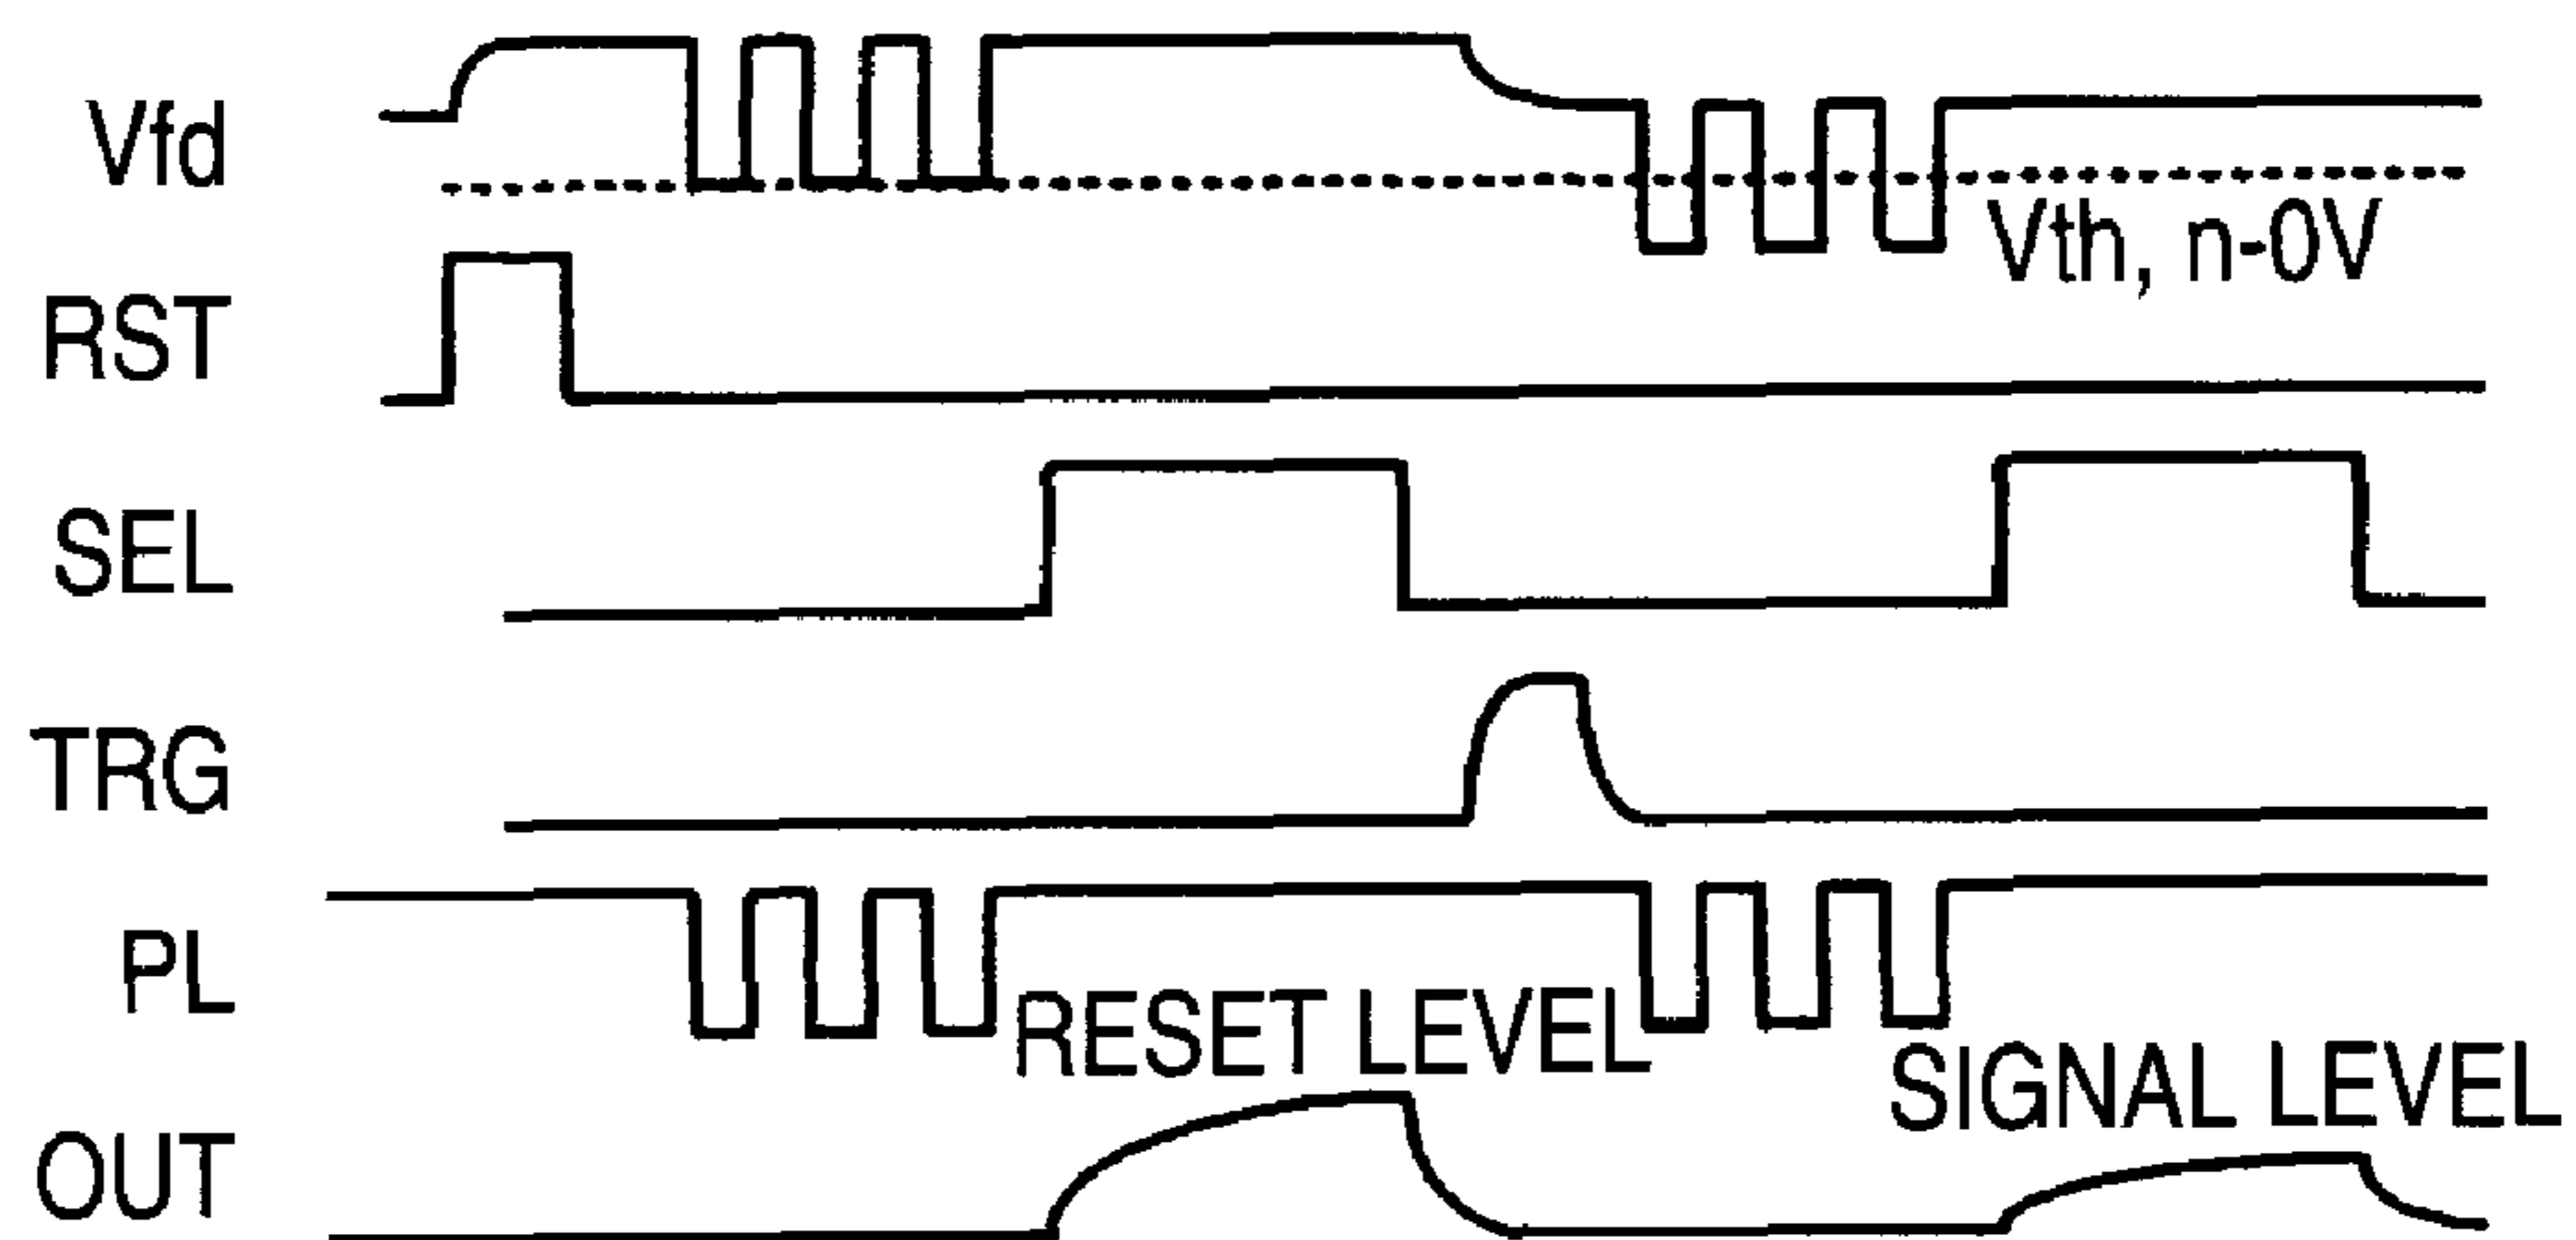 Vfd
Vth, n-0V
RST
SEL
TRG
PL
RESET LEVEL
SIGNAL LEVEL
OUT